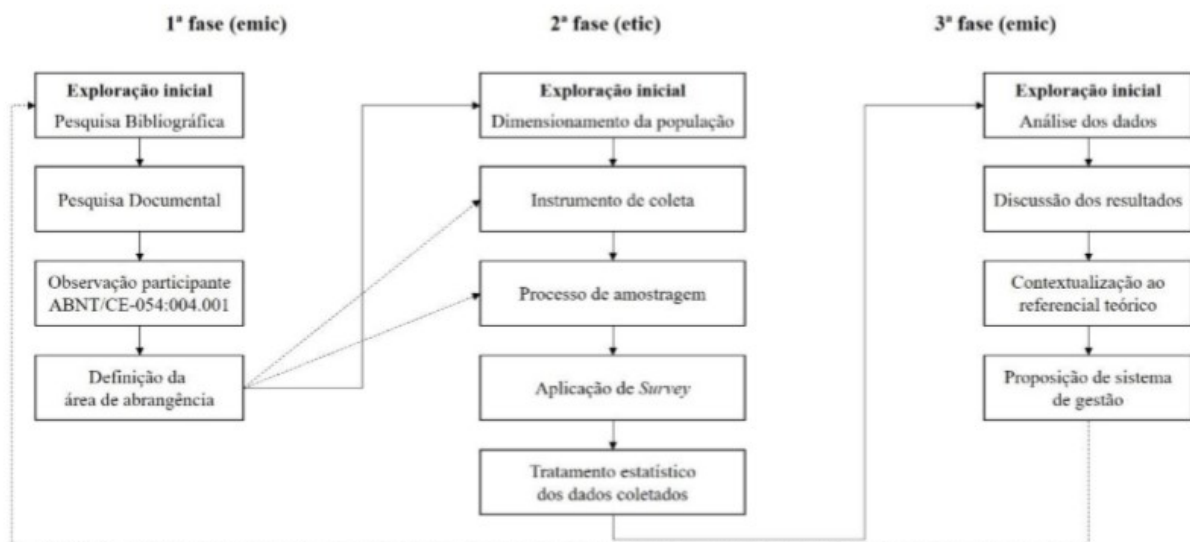 1ª fase (emic)
Exploração inicial
Pesquisa Bibliográfica
Pesquisa Documental
Observação participante
ABNT/CE-054:004.001
Definição da
área de abrangência
2ª fase (etic)
Exploração inicial
Dimensionamento da população
Instrumento de coleta
Processo de amostragem
Aplicação de Survey
Tratamento estatístico
dos dados coletados
3ª fase (emic)
Exploração inicial
Análise dos dados
Discussão dos resultados
Contextualização ao
referencial teórico
Proposição de sistema
de gestão